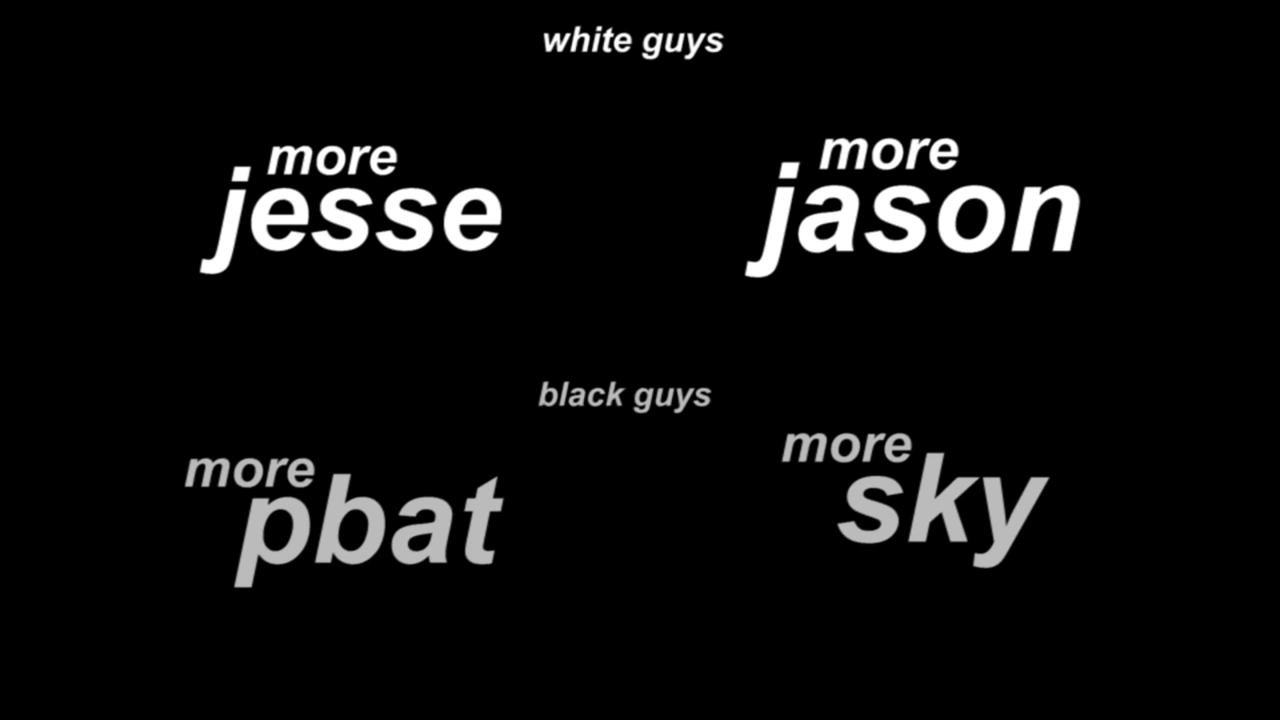 white guys
more
jesse
more
jason
black guys
more
pbat
more
sky